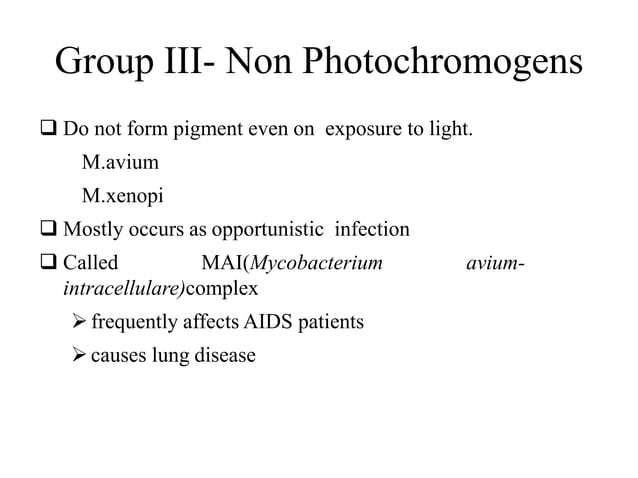 Group III- Non Photochromogens
Do not form pigment even on exposure to light.
M.avium
M.xenopi
Mostly occurs as opportunistic infection
Called MAI(Mycobacterium avium-
intracellulare)complex
frequently affects AIDS patients
causes lung disease